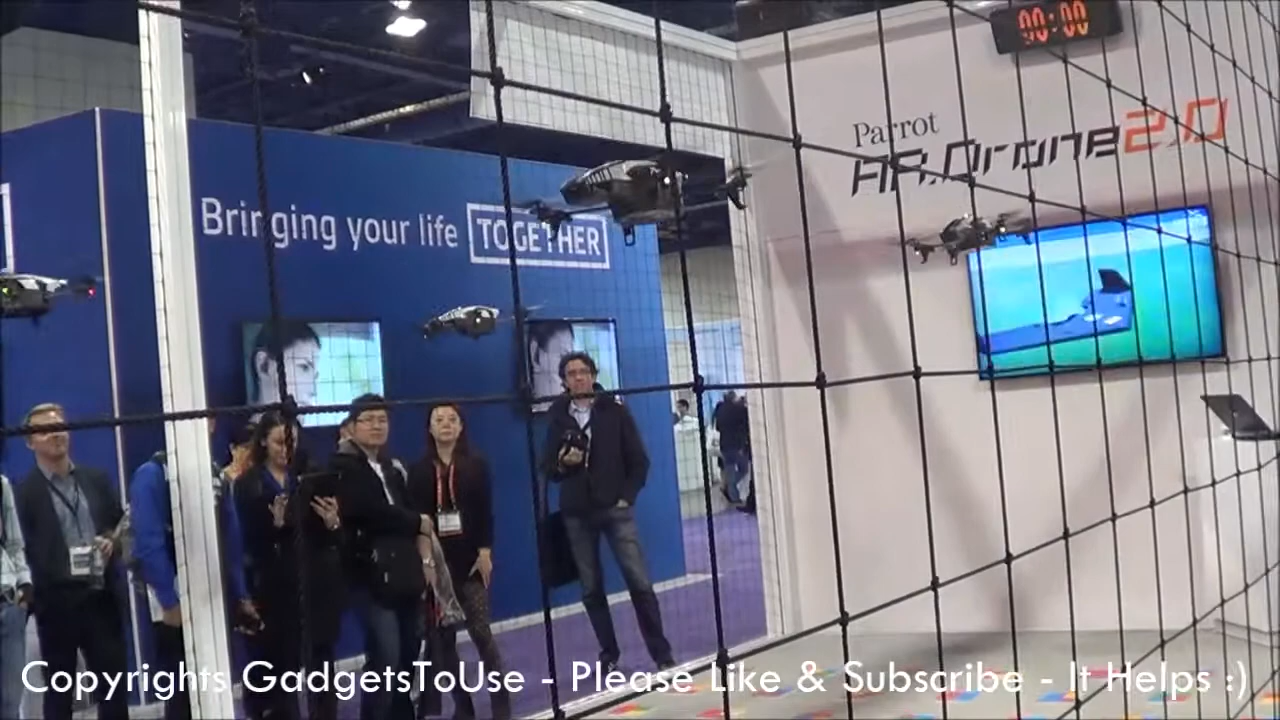 00:00
Parrot
AR.Drone2.0
Bringing your life TOGETHER
Copyrights GadgetsToUse - Please Like & Subscribe - It Helps :)